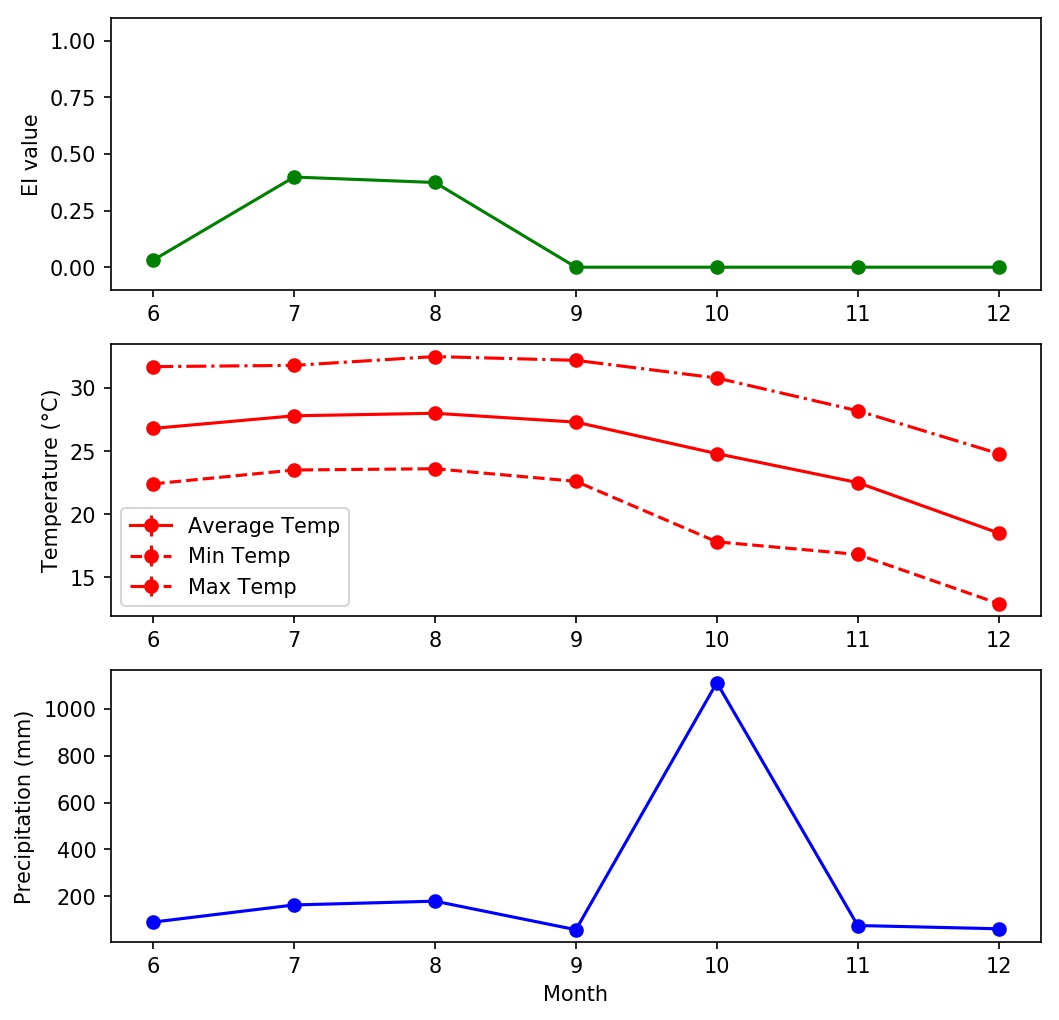 EI value
1.00
0.75
0.50
0.25
0.00
6 7 8 9 10 11 12
Temperature (°C)
30
25
20
15
Average Temp
Min Temp
Max Temp
6 7 8 9 10 11 12
Precipitation (mm)
1000
800
600
400
200
6 7 8 9 10 11 12
Month